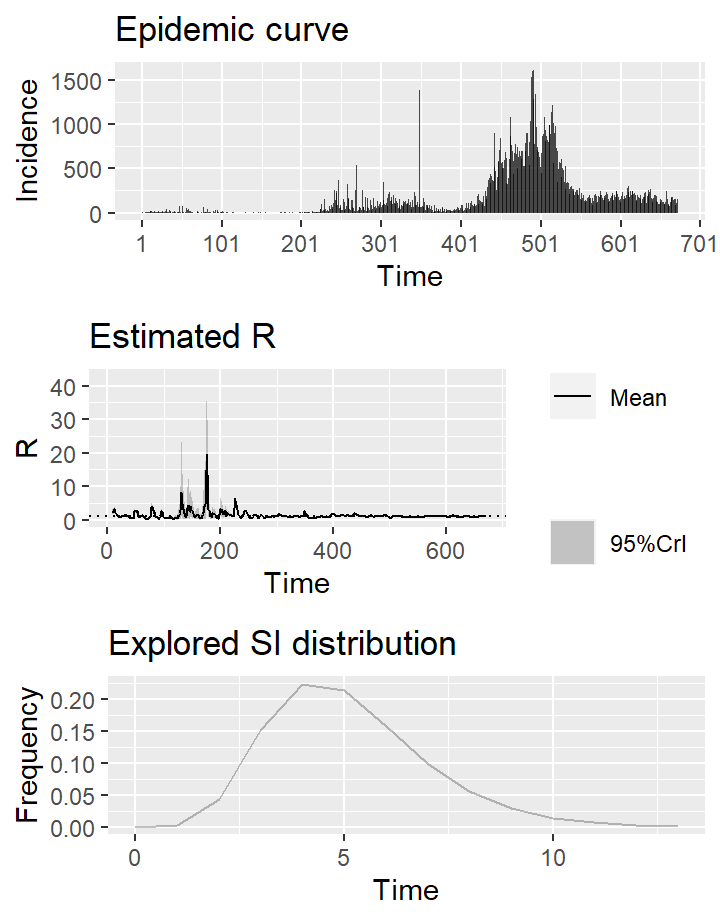 Epidemic curve
1500
1000
500
0
Incidence
1 101 201 301 401 501 601 701
Time
Estimated R
40
30
20
10
0
R
0 200 400 600
Time
Mean
95%CrI
Explored SI distribution
0.20
0.15
0.10
0.05
0.00
Frequency
0 5 10
Time